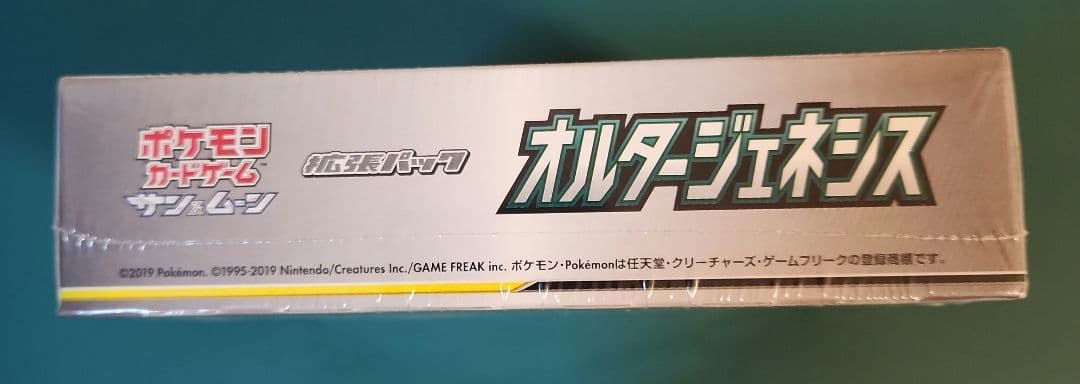 ポケモン
カードゲーム™
サン&ムーン
拡張パック
オルタージェネシス
©2019 Pokémon. ©1995-2019 Nintendo/Creatures Inc./GAME FREAK inc. ポケモン・Pokémonは任天堂・クリーチャーズ・ゲームフリークの登録商標です。